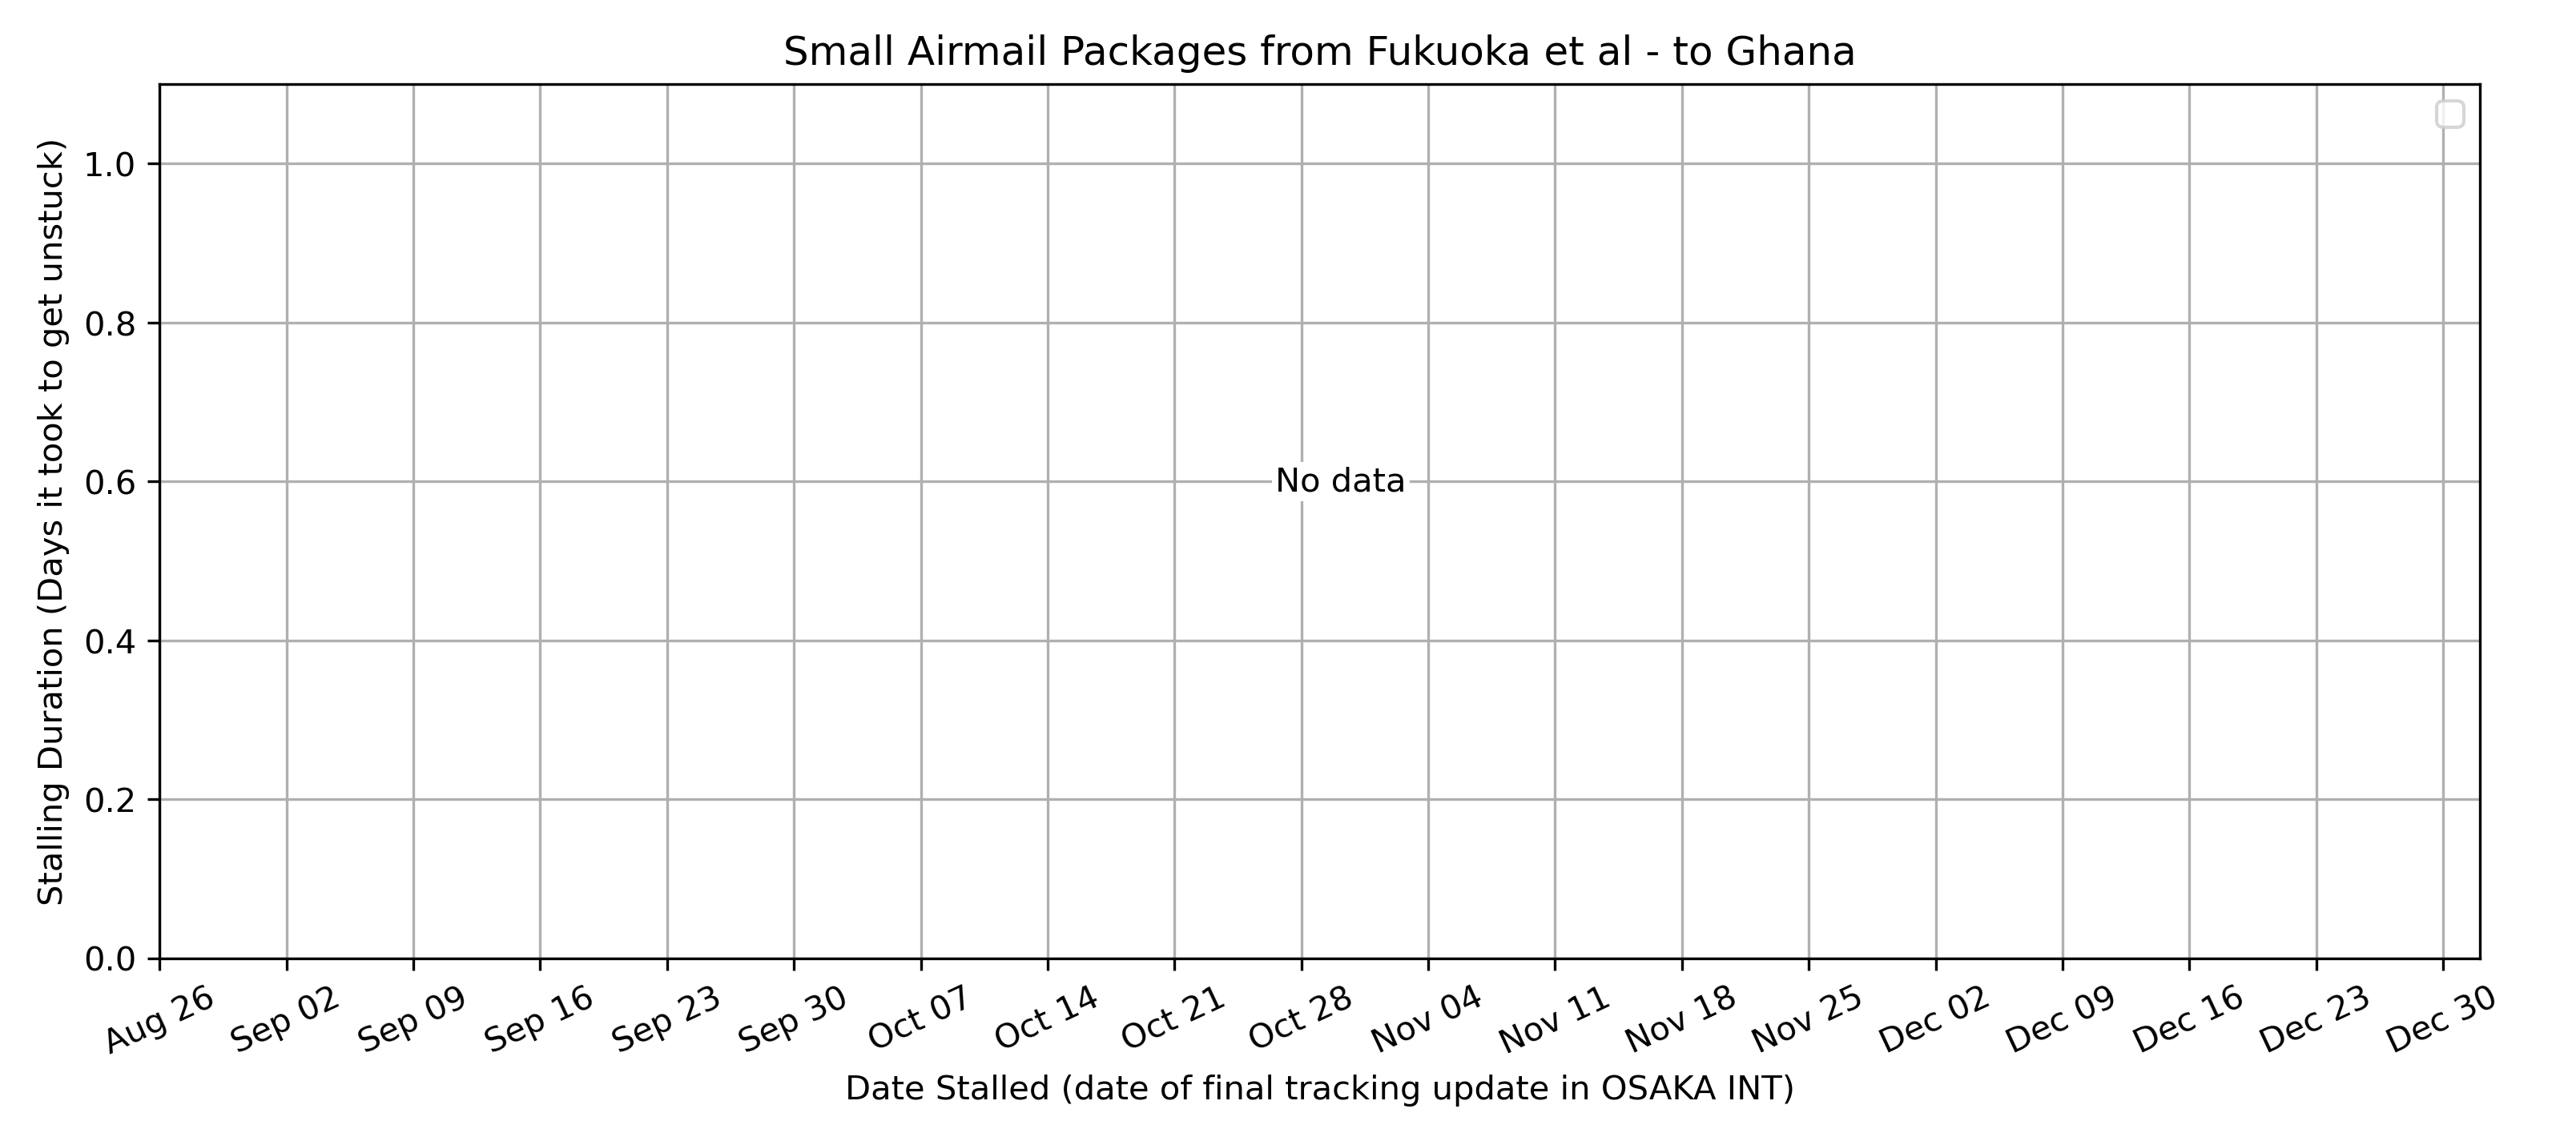 Small Airmail Packages from Fukuoka et al - to Ghana
Stalling Duration (Days it took to get unstuck)
1.0
0.8
0.6
0.4
0.2
0.0
No data
Aug 26
Sep 02
Sep 09
Sep 16
Sep 23
Sep 30
Oct 07
Oct 14
Oct 21
Oct 28
Nov 04
Nov 11
Nov 18
Nov 25
Dec 02
Dec 09
Dec 16
Dec 23
Dec 30
Date Stalled (date of final tracking update in OSAKA INT)